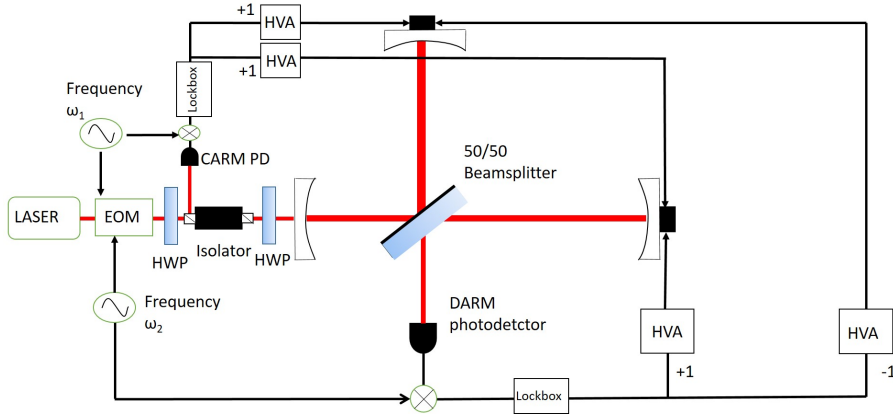 +1
HVA
HVA
+1
Lockbox
Frequency
ω1
CARM PD
50/50
Beamsplitter
LASER
EOM
HWP
Isolator
HWP
Frequency
ω2
DARM
photodetctor
HVA
HVA
+1
-1
Lockbox